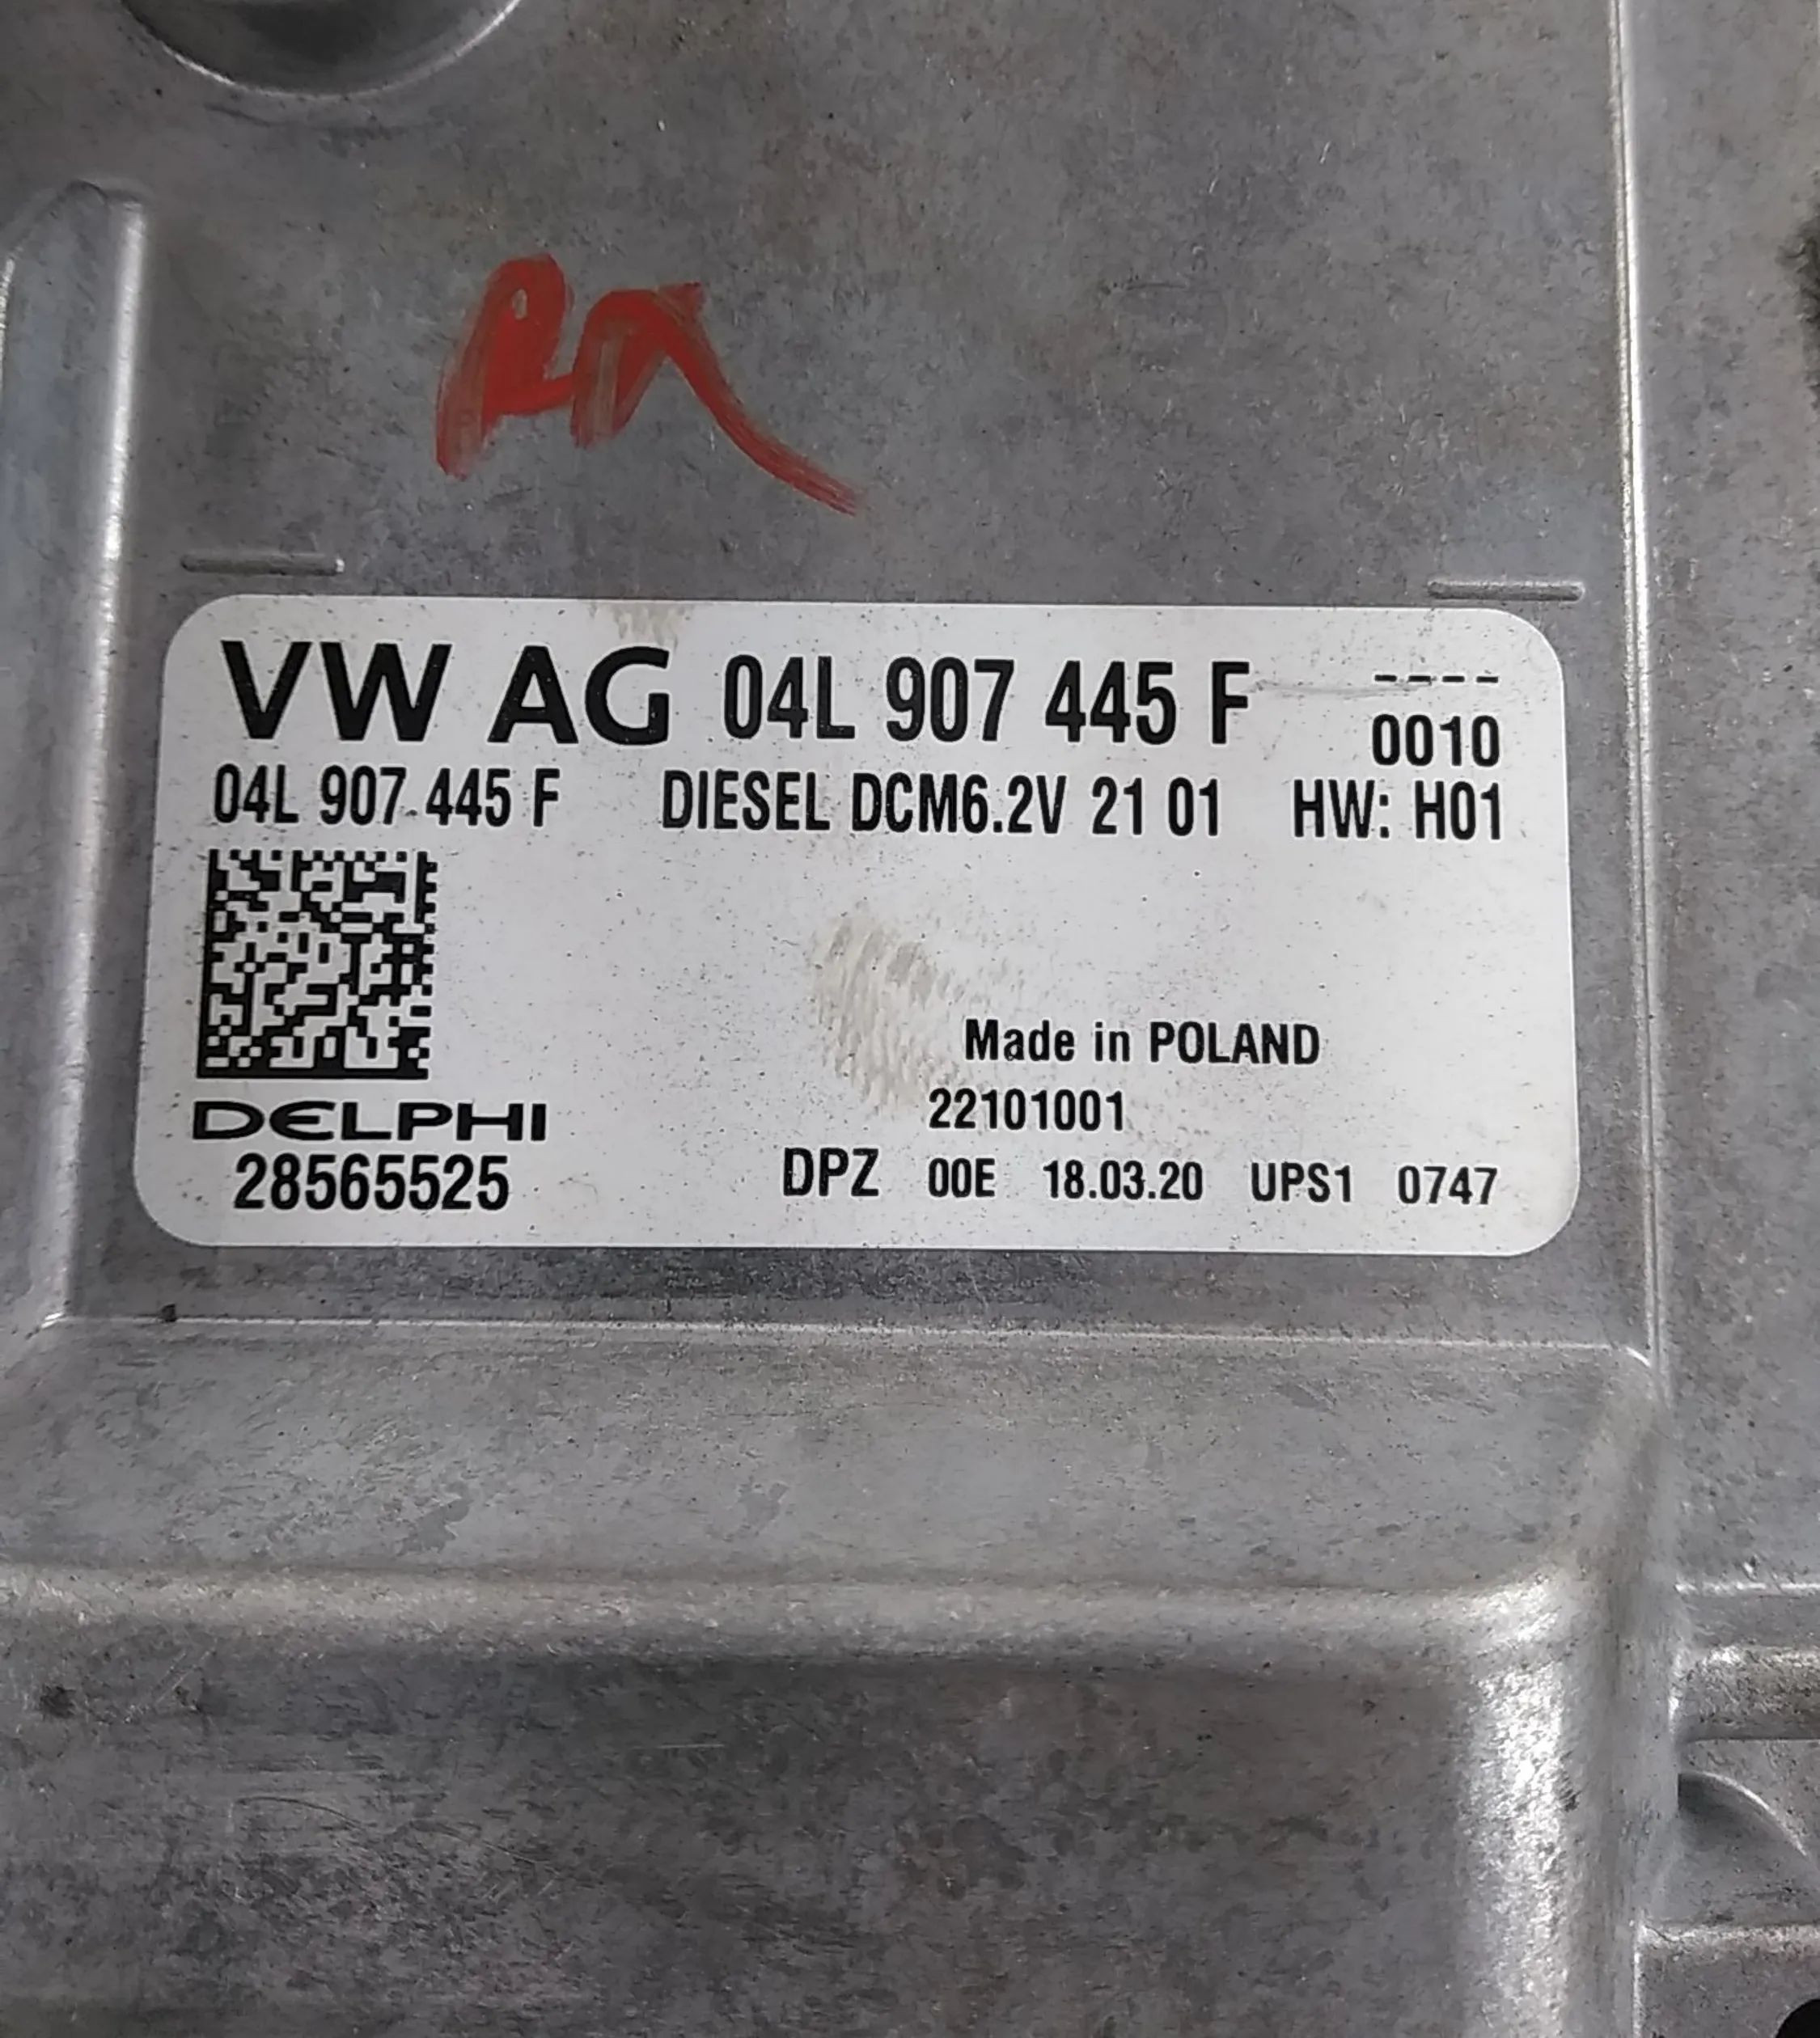 VW AG 04L 907 445 F ----
0010
04L 907 445 F DIESEL DCM6.2V 21 01 HW: H01
Made in POLAND
DELPHI 22101001
28565525 DPZ 00E 18.03.20 UPS1 0747